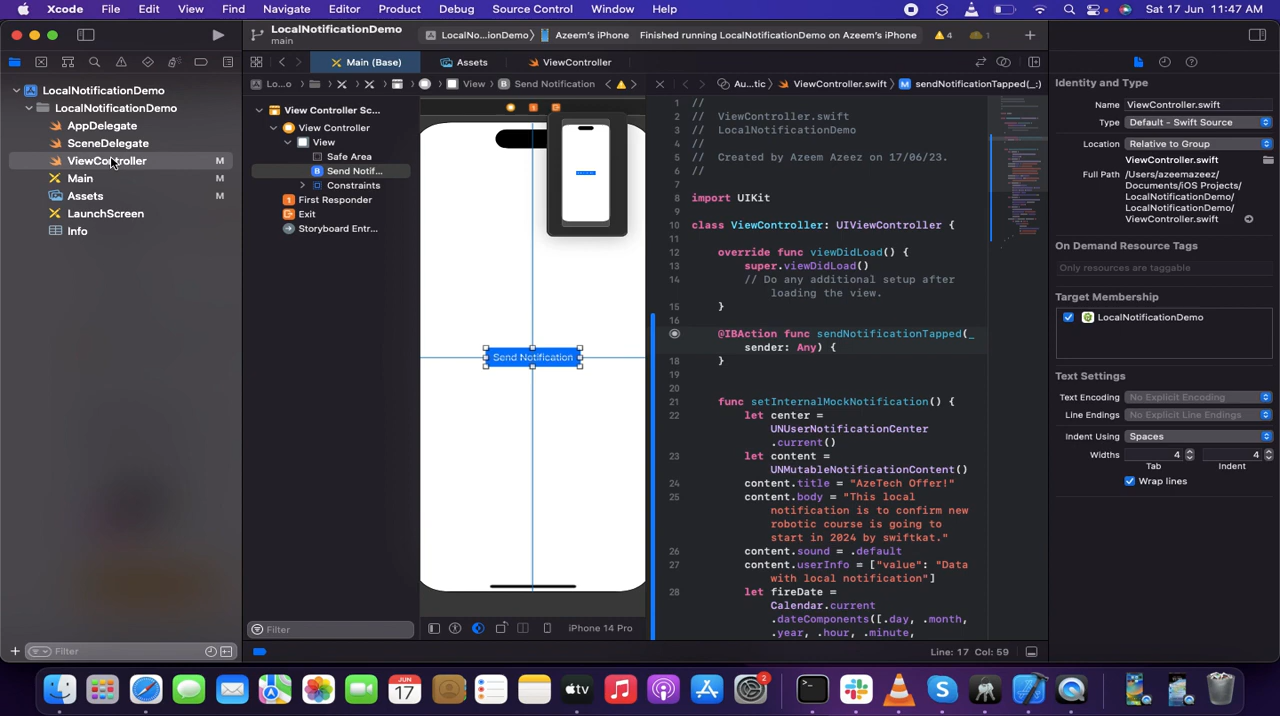 Xcode File Edit View Find Navigate Editor Product Debug Source Control Window Help Sat 17 Jun 11:47 AM
LocalNotificationDemo
main
LocalNo...ionDemo
Azeem's iPhone
Finished running LocalNotificationDemo on Azeem's iPhone
4
1
Main (Base)
Assets
ViewController
LocalNotificationDemo
LocalNotificationDemo
AppDelegate
SceneDelegate
ViewController M
Main M
Assets M
LaunchScreen
Info
Filter
Lo...o
View
Send Notification
View Controller Sc...
View Controller
View
Safe Area
Send Notif...
Constraints
First Responder
Exit
Storyboard Entr...
Filter
Send Notification
iPhone 14 Pro
Au...tic
ViewController.swift
sendNotificationTapped(_:)
1 //
2 // ViewController.swift
3 // LocalNotificationDemo
4 //
5 // Created by Azeem Azeez on 17/06/23.
6 //
7
8 import UIKit
9
10 class ViewController: UIViewController {
11
12 override func viewDidLoad() {
13 super.viewDidLoad()
14 // Do any additional setup after
loading the view.
15 }
16
@IBAction func sendNotificationTapped(_
sender: Any) {
18 }
19
20
21 func setInternalMockNotification() {
22 let center =
UNUserNotificationCenter
.current()
23 let content =
UNMutableNotificationContent()
24 content.title = "AzeTech Offer!"
25 content.body = "This local
notification is to confirm new
robotic course is going to
start in 2024 by swiftkat."
26 content.sound = .default
27 content.userInfo = ["value": "Data
with local notification"]
28 let fireDate =
Calendar.current
.dateComponents([.day, .month,
.year, .hour, .minute,
Line: 17 Col: 59
Identity and Type
Name ViewController.swift
Type Default - Swift Source
Location Relative to Group
ViewController.swift
Full Path /Users/azeemazeez/
Documents/iOS Projects/
LocalNotificationDemo/
LocalNotificationDemo/
ViewController.swift
On Demand Resource Tags
Only resources are taggable
Target Membership
LocalNotificationDemo
Text Settings
Text Encoding No Explicit Encoding
Line Endings No Explicit Line Endings
Indent Using Spaces
Widths 4 4
Tab Indent
Wrap lines
JUN
17
tv
2